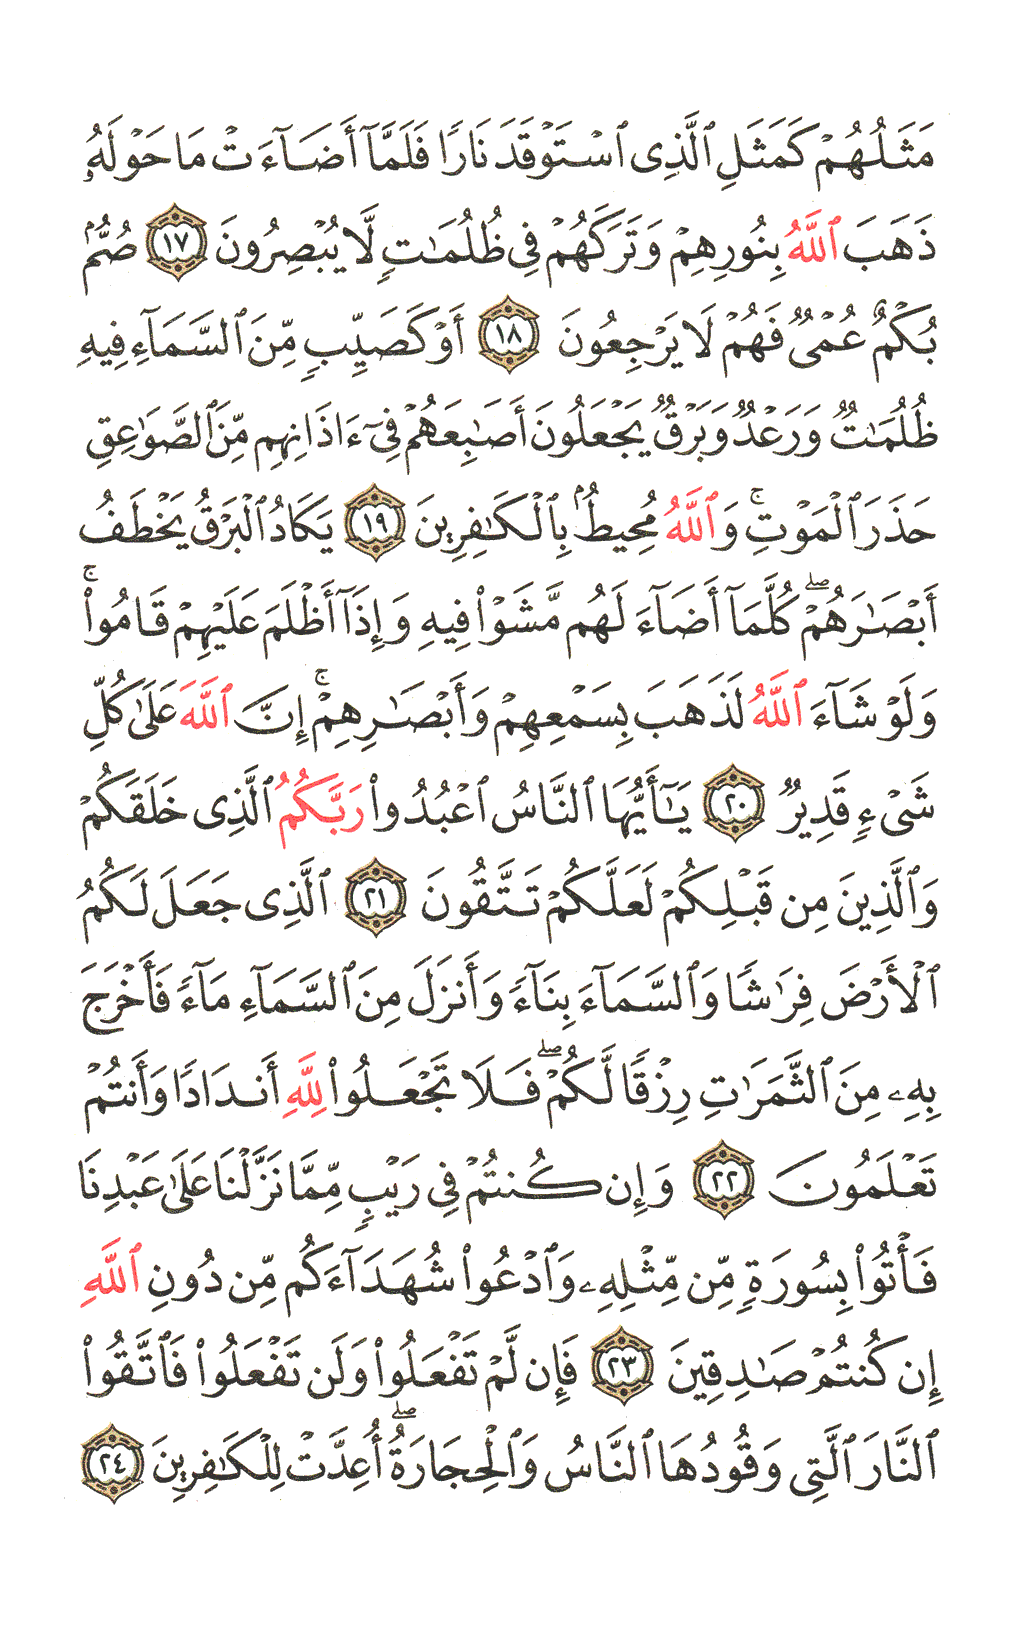 مَثَلُهُمْ كَمَثَلِ ٱلَّذِى ٱسْتَوْقَدَ نَارًا فَلَمَّآ أَضَآءَتْ مَا حَوْلَهُۥ
ذَهَبَ ٱللَّهُ بِنُورِهِمْ وَتَرَكَهُمْ فِى ظُلُمَـٰتٍ لَّا يُبْصِرُونَ ١٧ صُمٌّۢ
بُكْمٌ عُمْىٌ فَهُمْ لَا يَرْجِعُونَ ١٨ أَوْ كَصَيِّبٍ مِّنَ ٱلسَّمَآءِ فِيهِ
ظُلُمَـٰتٌ وَرَعْدٌ وَبَرْقٌ يَجْعَلُونَ أَصَـٰبِعَهُمْ فِىٓ ءَاذَانِهِم مِّنَ ٱلصَّوَٰعِقِ
حَذَرَ ٱلْمَوْتِ ۚ وَٱللَّهُ مُحِيطٌۢ بِٱلْكَـٰفِرِينَ ١٩ يَكَادُ ٱلْبَرْقُ يَخْطَفُ
أَبْصَـٰرَهُمْ ۖ كُلَّمَآ أَضَآءَ لَهُم مَّشَوْا۟ فِيهِ وَإِذَآ أَظْلَمَ عَلَيْهِمْ قَامُوا۟ ۚ
وَلَوْ شَآءَ ٱللَّهُ لَذَهَبَ بِسَمْعِهِمْ وَأَبْصَـٰرِهِمْ ۚ إِنَّ ٱللَّهَ عَلَىٰ كُلِّ
شَىْءٍ قَدِيرٌ ٢٠ يَـٰٓأَيُّهَا ٱلنَّاسُ ٱعْبُدُوا۟ رَبَّكُمُ ٱلَّذِى خَلَقَكُمْ
وَٱلَّذِينَ مِن قَبْلِكُمْ لَعَلَّكُمْ تَتَّقُونَ ٢١ ٱلَّذِى جَعَلَ لَكُمُ
ٱلْأَرْضَ فِرَٰشًا وَٱلسَّمَآءَ بِنَآءً وَأَنزَلَ مِنَ ٱلسَّمَآءِ مَآءً فَأَخْرَجَ
بِهِۦ مِنَ ٱلثَّمَرَٰتِ رِزْقًا لَّكُمْ ۖ فَلَا تَجْعَلُوا۟ لِلَّهِ أَندَادًا وَأَنتُمْ
تَعْلَمُونَ ٢٢ وَإِن كُنتُمْ فِى رَيْبٍ مِّمَّا نَزَّلْنَا عَلَىٰ عَبْدِنَا
فَأْتُوا۟ بِسُورَةٍ مِّن مِّثْلِهِۦ وَٱدْعُوا۟ شُهَدَآءَكُم مِّن دُونِ ٱللَّهِ
إِن كُنتُمْ صَـٰدِقِينَ ٢٣ فَإِن لَّمْ تَفْعَلُوا۟ وَلَن تَفْعَلُوا۟ فَٱتَّقُوا۟
ٱلنَّارَ ٱلَّتِى وَقُودُهَا ٱلنَّاسُ وَٱلْحِجَارَةُ ۖ أُعِدَّتْ لِلْكَـٰفِرِينَ ٢٤